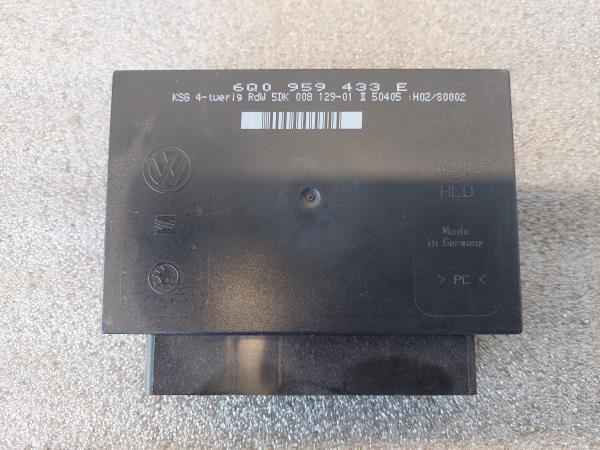 6Q0 959 433 E
KSG 4-tuerig RdW 5DK 008 129-01 II 50405 :H02/S0002
HLO
Made
in Germany
> PC <